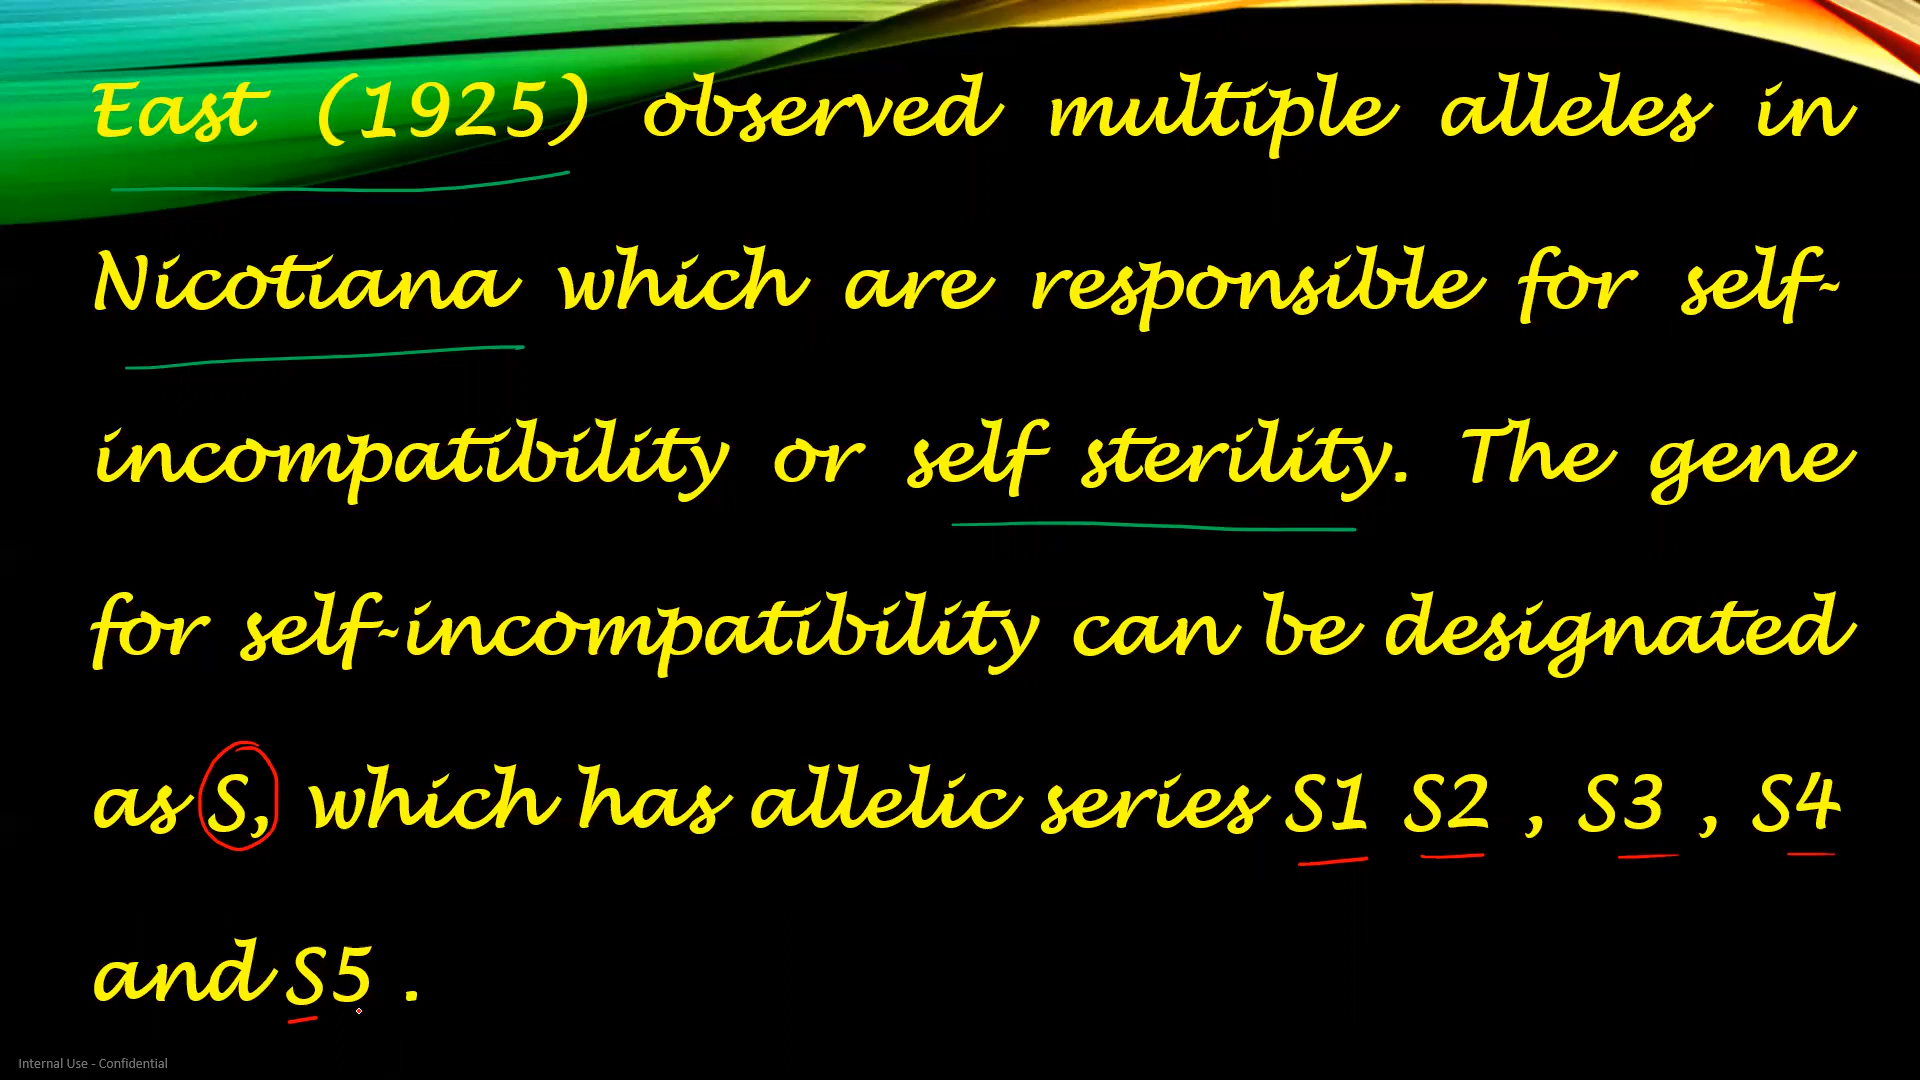 East (1925) observed multiple alleles in
Nicotiana which are responsible for self-
incompatibility or self sterility. The gene
for self-incompatibility can be designated
as S, which has allelic series S1 S2 , S3 , S4
and S5 .
Internal Use - Confidential